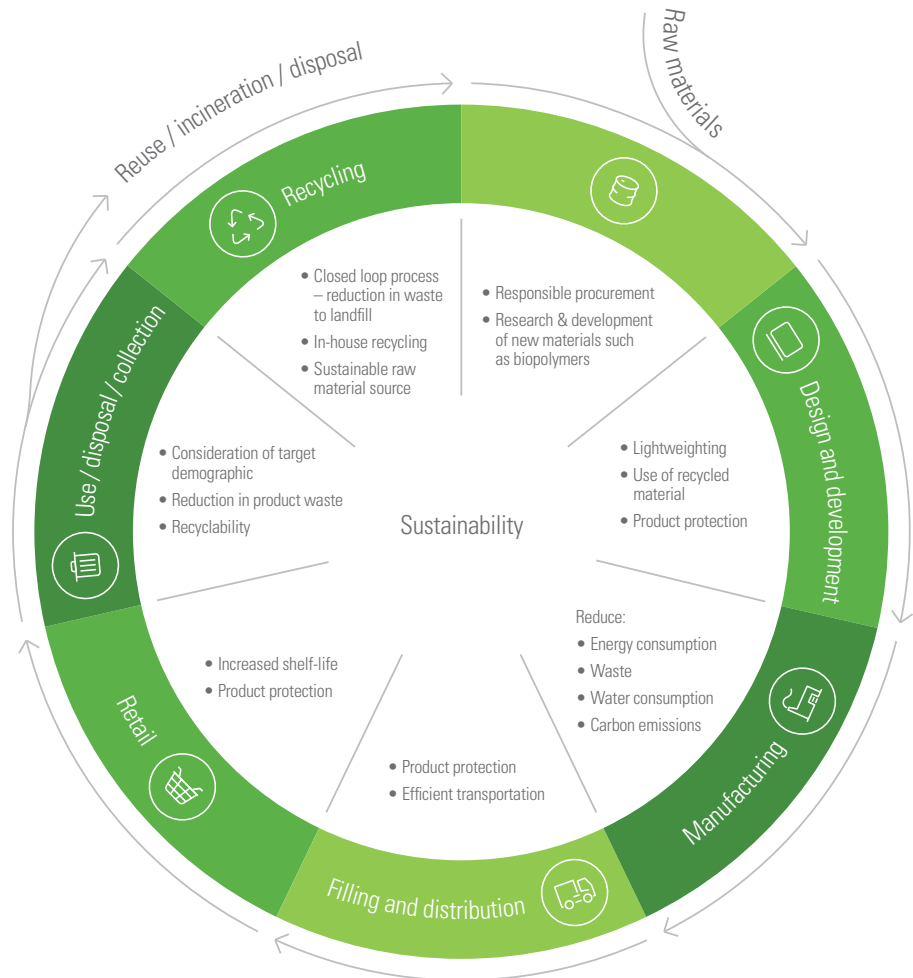 Raw materials
Reuse / incineration / disposal
Recycling
• Closed loop process
– reduction in waste
to landfill
• In-house recycling
• Sustainable raw
material source
• Responsible procurement
• Research & development
of new materials such
as biopolymers
Design and development
• Lightweighting
• Use of recycled
material
• Product protection
Use / disposal / collection
• Consideration of target
demographic
• Reduction in product waste
• Recyclability
Sustainability
Reduce:
• Energy consumption
• Waste
• Water consumption
• Carbon emissions
Manufacturing
Retail
• Increased shelf-life
• Product protection
• Product protection
• Efficient transportation
Filling and distribution